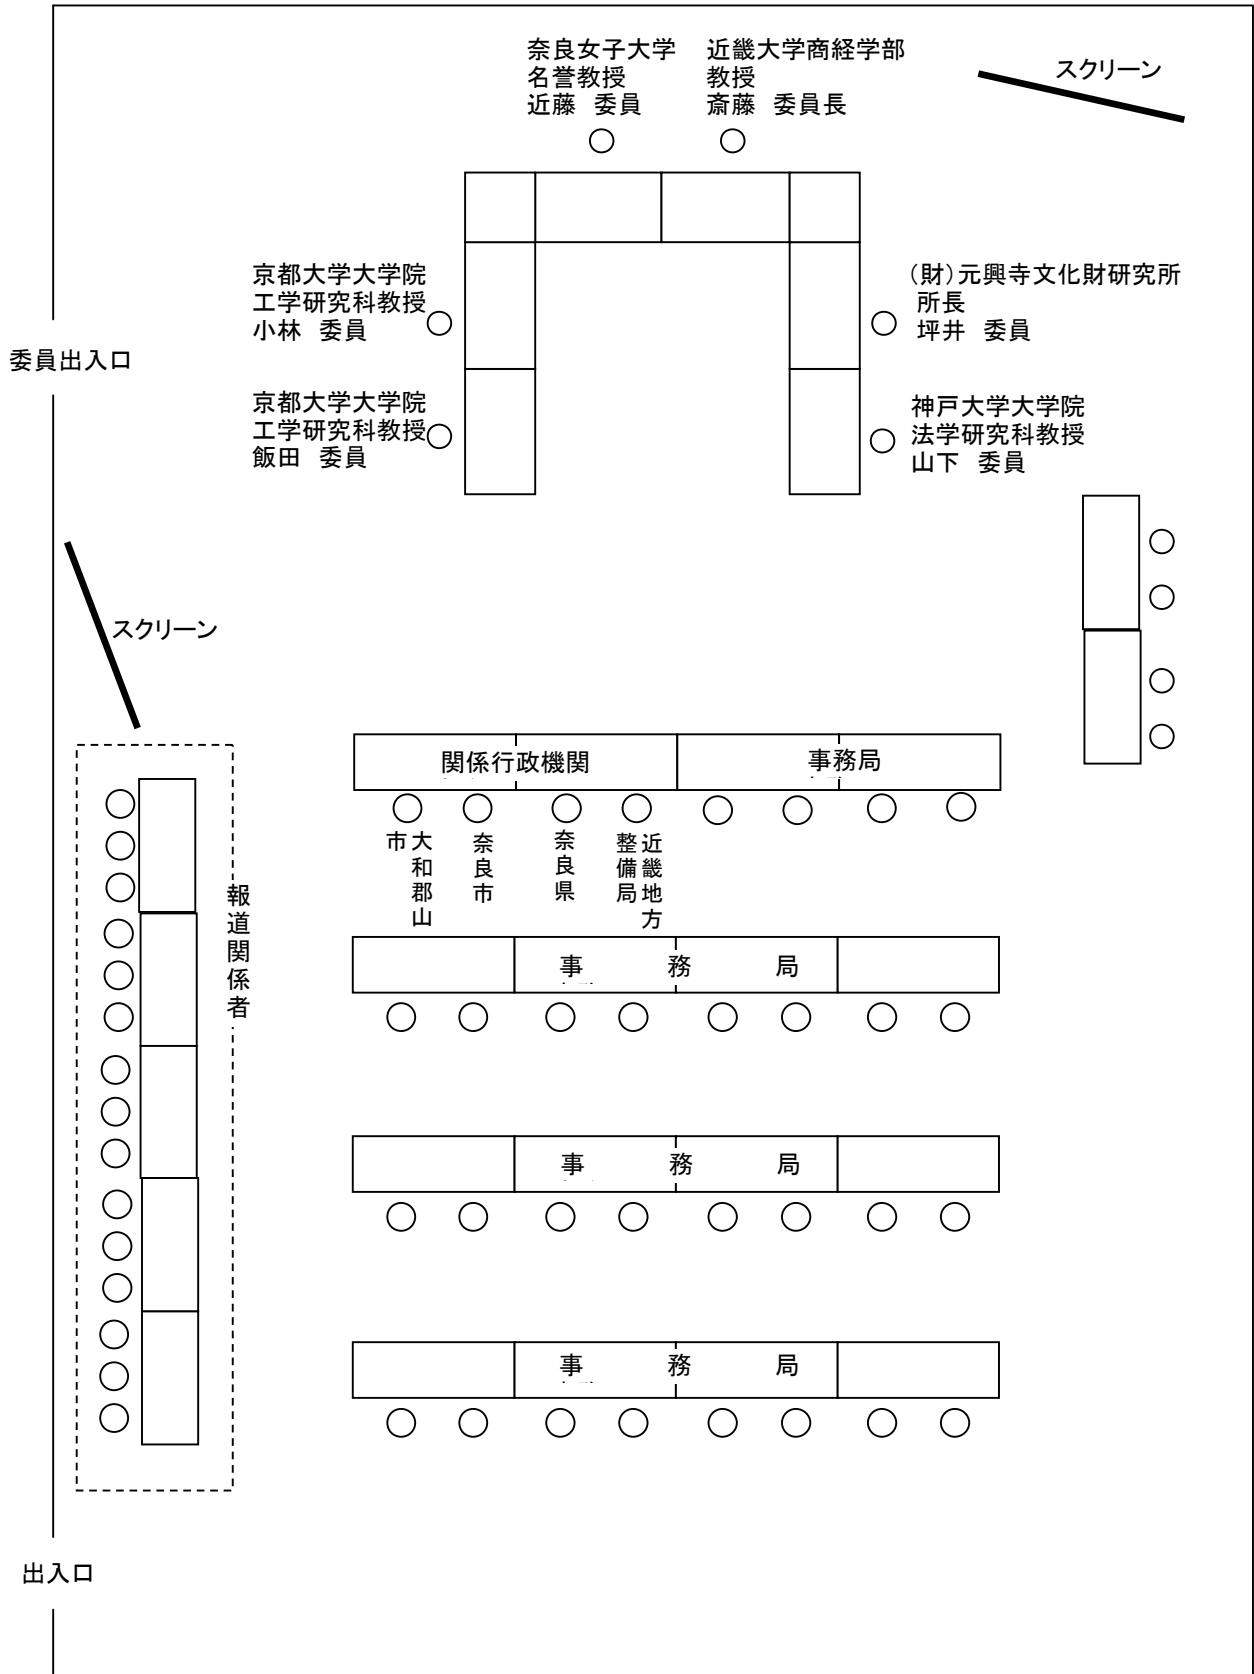 奈良女子大学
名誉教授
近藤　委員
近畿大学商経学部
教授
斎藤　委員長
スクリーン
京都大学大学院
工学研究科教授
小林　委員
(財)元興寺文化財研究所
所長
坪井　委員
委員出入口
京都大学大学院
工学研究科教授
飯田　委員
神戸大学大学院
法学研究科教授
山下　委員
スクリーン
関係行政機関
事務局
大和郡山
市
奈良市
奈良県
近畿地方
整備局
報道関係者
事　務　局
事　務　局
事　務　局
出入口